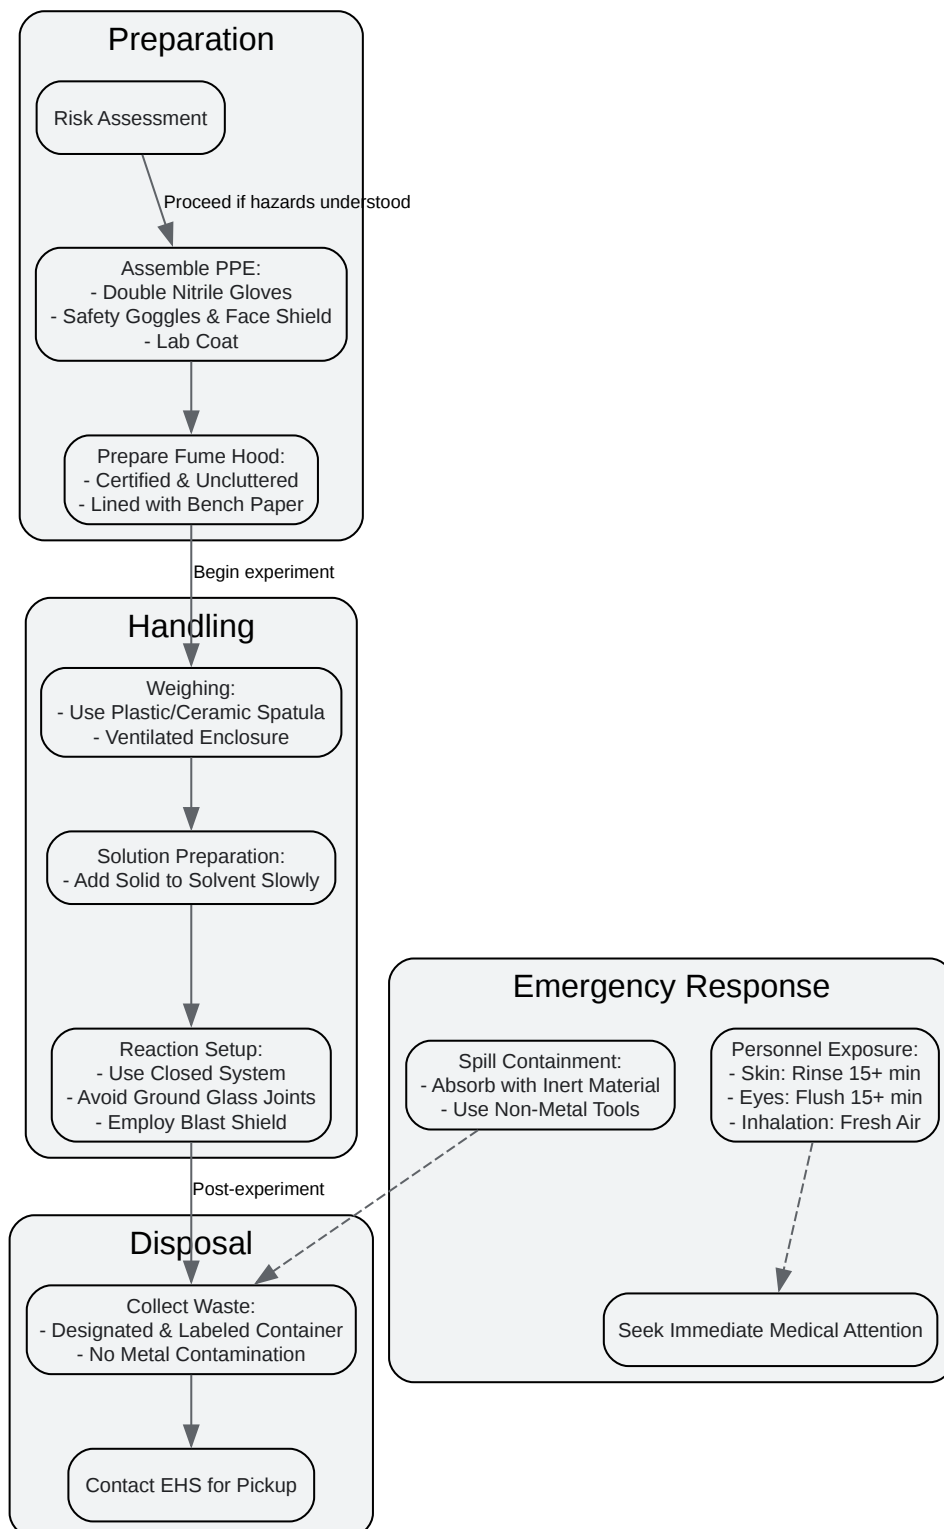 Preparation
Risk Assessment
Proceed if hazards understood
Assemble PPE:
- Double Nitrile Gloves
- Safety Goggles & Face Shield
- Lab Coat
Prepare Fume Hood:
- Certified & Uncluttered
- Lined with Bench Paper
Begin experiment
Handling
Weighing:
- Use Plastic/Ceramic Spatula
- Ventilated Enclosure
Solution Preparation:
- Add Solid to Solvent Slowly
Reaction Setup:
- Use Closed System
- Avoid Ground Glass Joints
- Employ Blast Shield
Post-experiment
Emergency Response
Spill Containment:
- Absorb with Inert Material
- Use Non-Metal Tools
Personnel Exposure:
- Skin: Rinse 15+ min
- Eyes: Flush 15+ min
- Inhalation: Fresh Air
Seek Immediate Medical Attention
Disposal
Collect Waste:
- Designated & Labeled Container
- No Metal Contamination
Contact EHS for Pickup